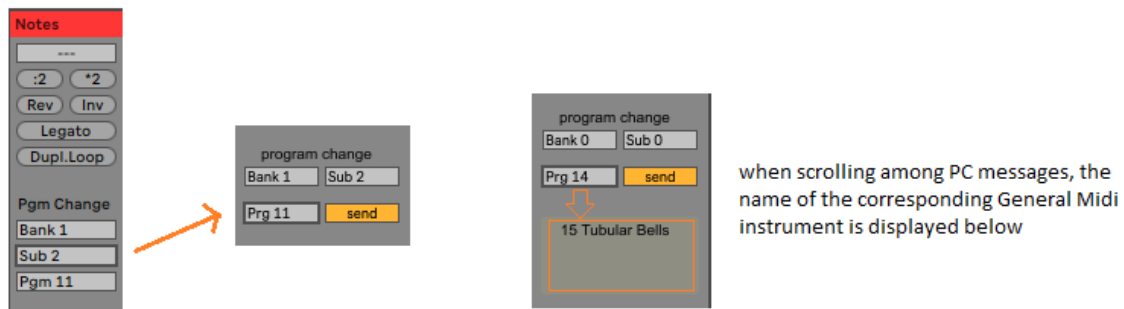 Notes
---
:2 *2
Rev Inv
Legato
Dupl.Loop
Pgm Change
Bank 1
Sub 2
Pgm 11
program change
Bank 1 Sub 2
Prg 11 send
program change
Bank 0 Sub 0
Prg 14 send
15 Tubular Bells
when scrolling among PC messages, the
name of the corresponding General Midi
instrument is displayed below